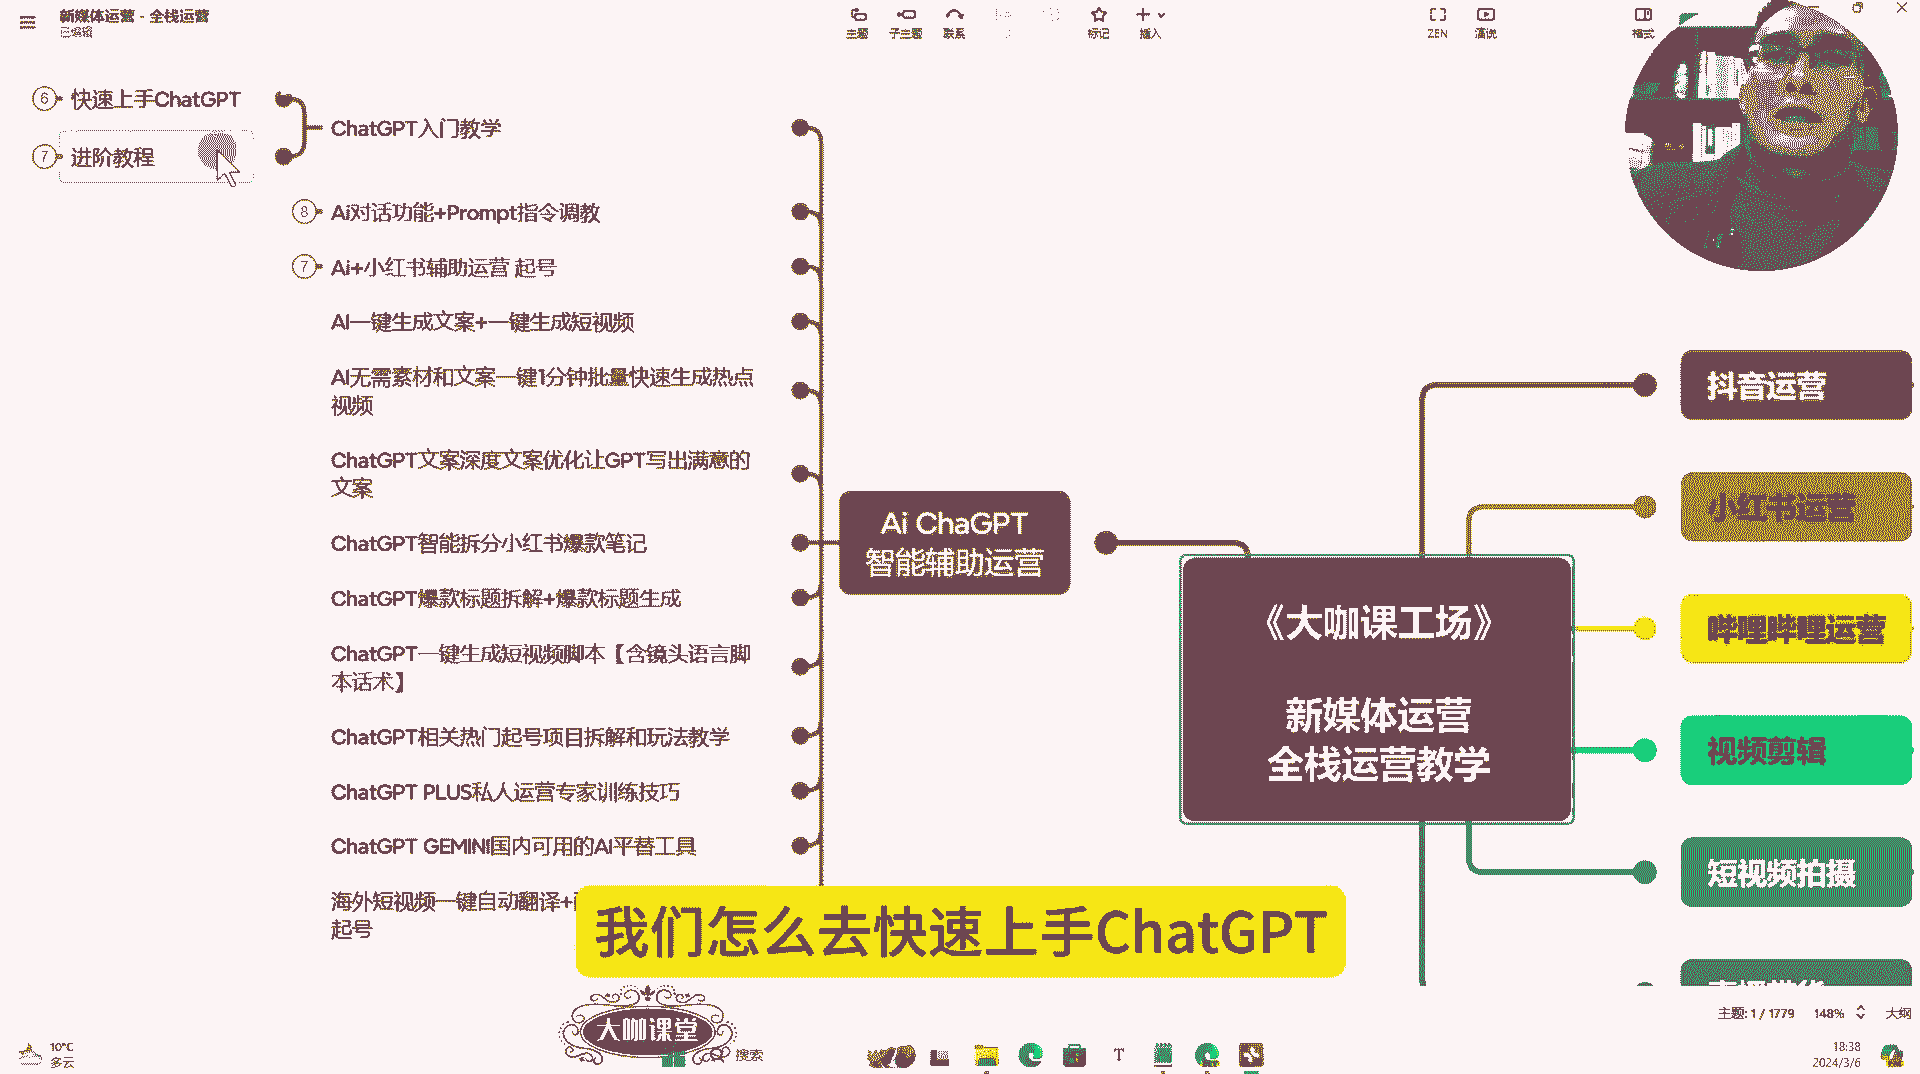 新媒体运营 - 全栈运营
已编辑
主题
子主题
联系
标记
插入
ZEN
演说
格式
快速上手ChatGPT
进阶教程
ChatGPT入门教学
Ai对话功能+Prompt指令调教
Ai+小红书辅助运营 起号
AI一键生成文案+一键生成短视频
AI无需素材和文案一键1分钟批量快速生成热点
视频
ChatGPT文案深度文案优化让GPT写出满意的
文案
ChatGPT智能拆分小红书爆款笔记
ChatGPT爆款标题拆解+爆款标题生成
ChatGPT一键生成短视频脚本【含镜头语言脚
本话术】
ChatGPT相关热门起号项目拆解和玩法教学
ChatGPT PLUS私人运营专家训练技巧
ChatGPT GEMINI国内可用的AI平替工具
海外短视频一键自动翻译+
起号
6
7
8
7
Ai ChaGPT
智能辅助运营
《大咖课工场》
新媒体运营
全栈运营教学
抖音运营
小红书运营
哔哩哔哩运营
视频剪辑
短视频拍摄
我们怎么去快速上手ChatGPT
大咖课堂
主题: 1 / 1779
148%
大纲
10°C
多云
搜索
18:38
2024/3/6